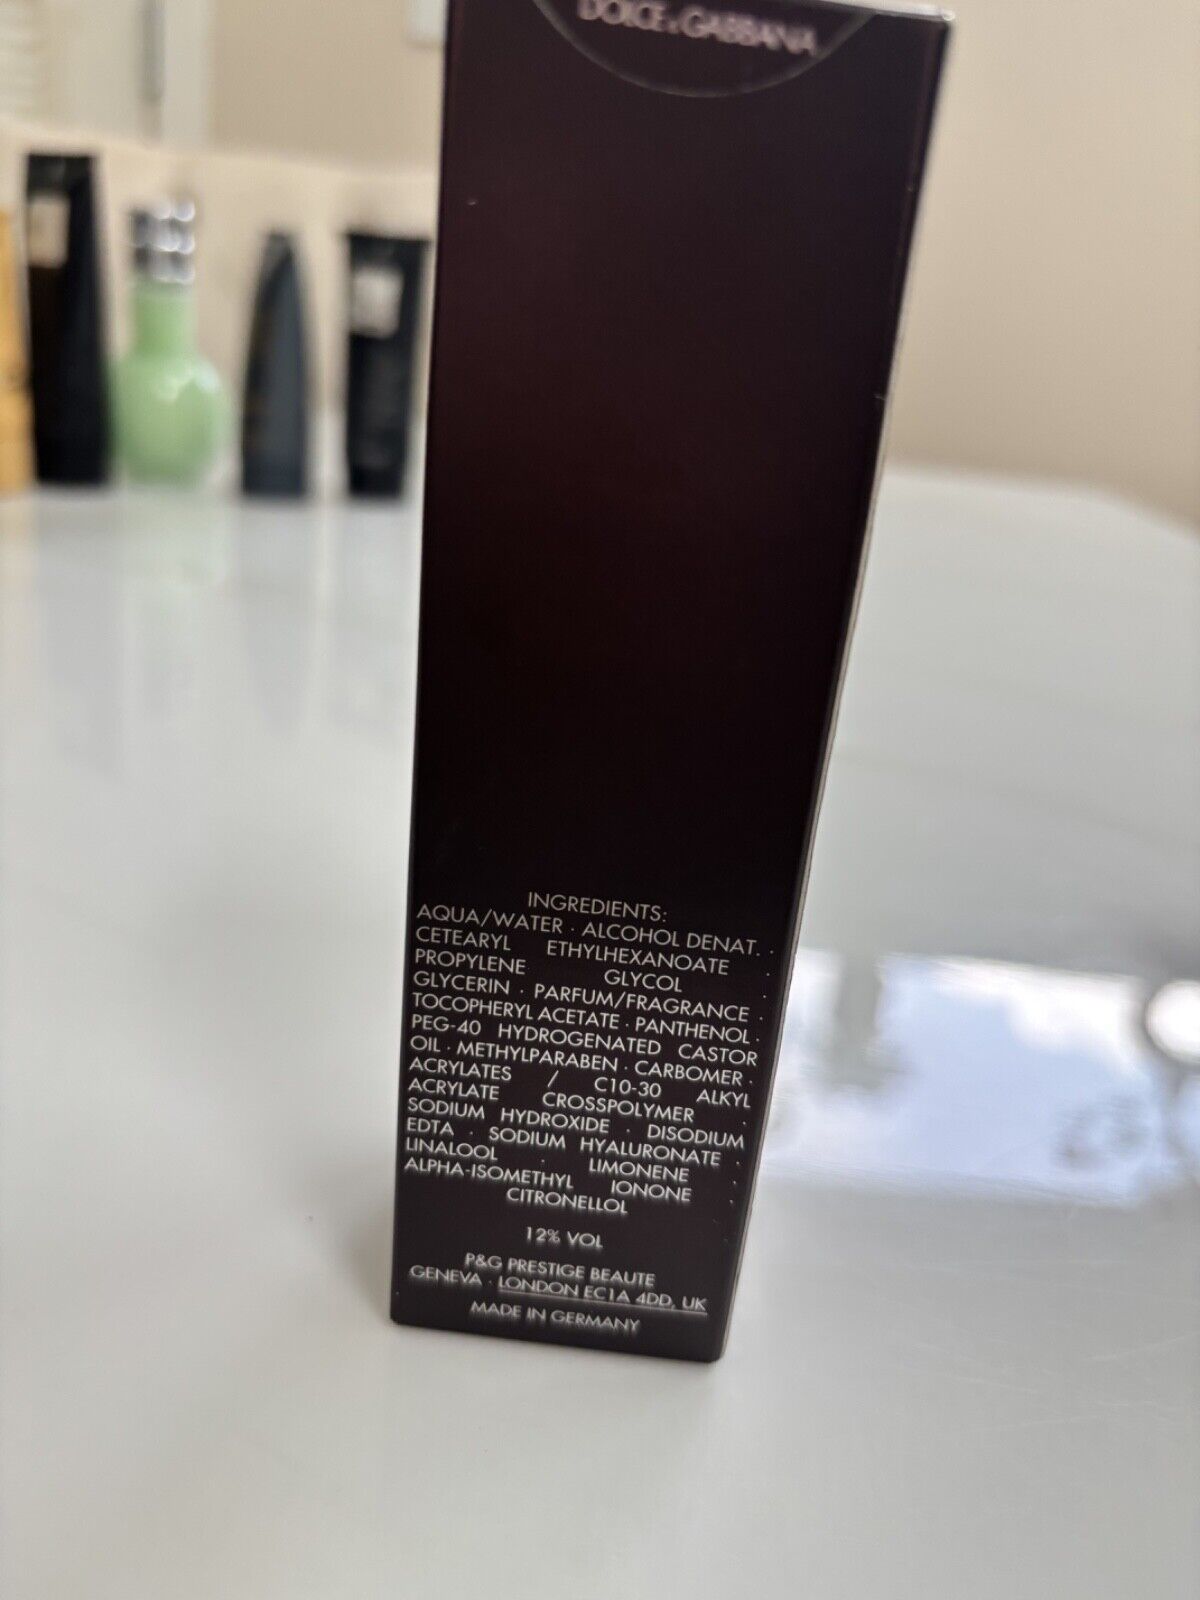 DOLCE & GABBANA
INGREDIENTS:
AQUA/WATER · ALCOHOL DENAT. ·
CETEARYL ETHYLHEXANOATE ·
PROPYLENE GLYCOL ·
GLYCERIN · PARFUM/FRAGRANCE ·
TOCOPHERYL ACETATE · PANTHENOL ·
PEG-40 HYDROGENATED CASTOR
OIL · METHYLPARABEN · CARBOMER ·
ACRYLATES / C10-30 ALKYL
ACRYLATE CROSSPOLYMER ·
SODIUM HYDROXIDE · DISODIUM
EDTA · SODIUM HYALURONATE ·
LINALOOL · LIMONENE ·
ALPHA-ISOMETHYL IONONE ·
CITRONELLOL
12% VOL
P&G PRESTIGE BEAUTE
GENEVA · LONDON EC1A 4DD, UK
MADE IN GERMANY